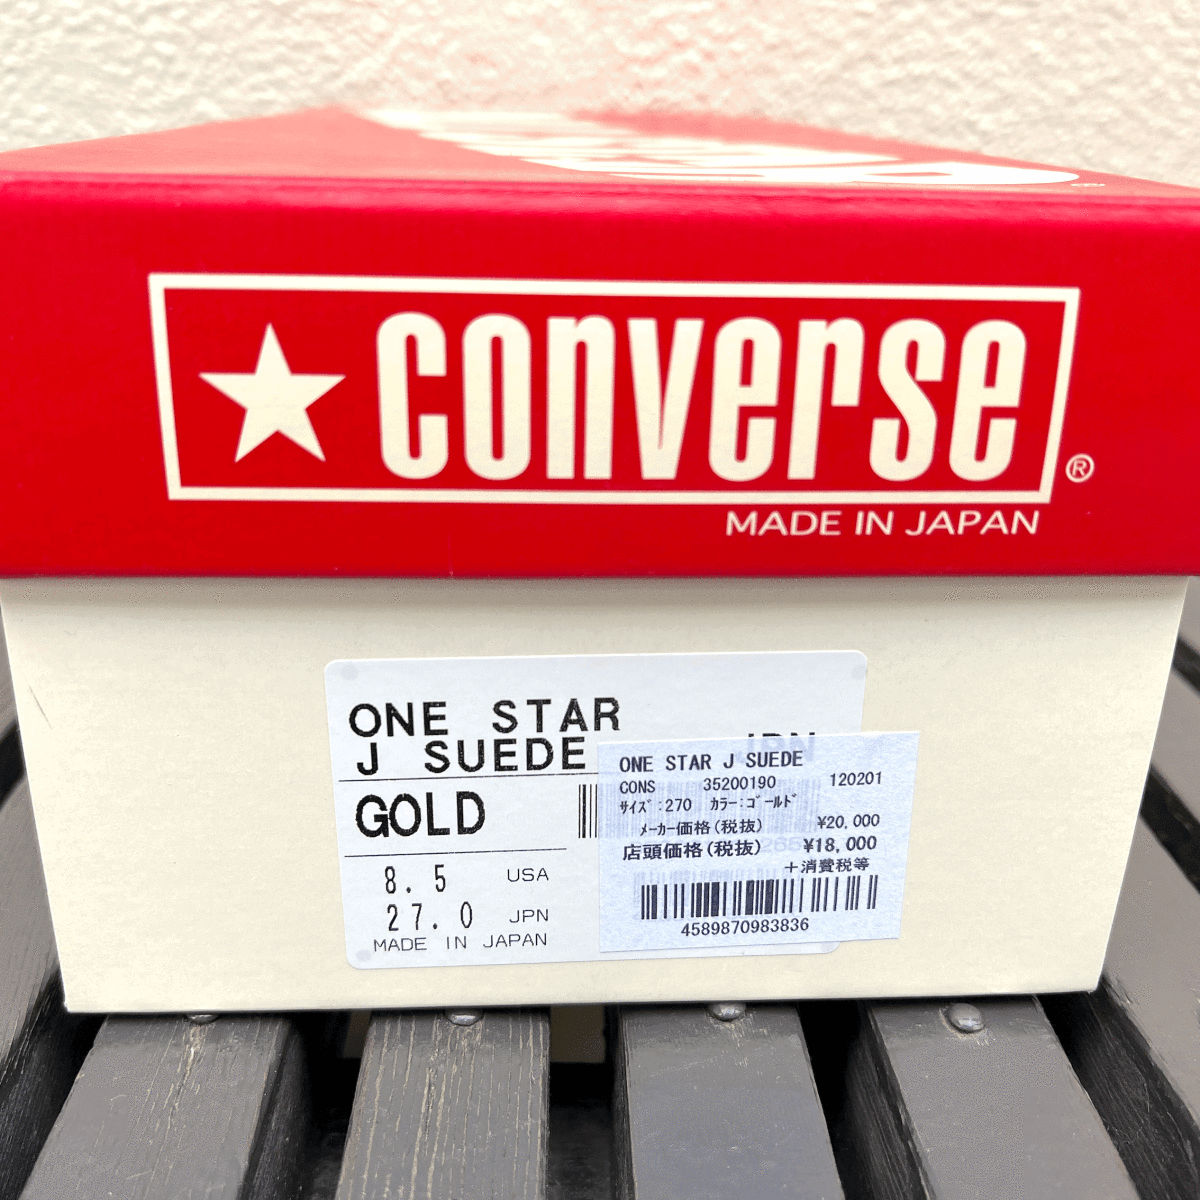 CONVERSE
®
MADE IN JAPAN
ONE STAR
J SUEDE
JPN
GOLD
8.5 USA
27.0 JPN
MADE IN JAPAN
ONE STAR J SUEDE
CONS 35200190 120201
ｻｲｽﾞ:270 ｶﾗｰ:ｺﾞｰﾙﾄﾞ
ﾒｰｶｰ価格(税抜) ¥20,000
店頭価格(税抜) ¥18,000
+消費税等
4589870983836